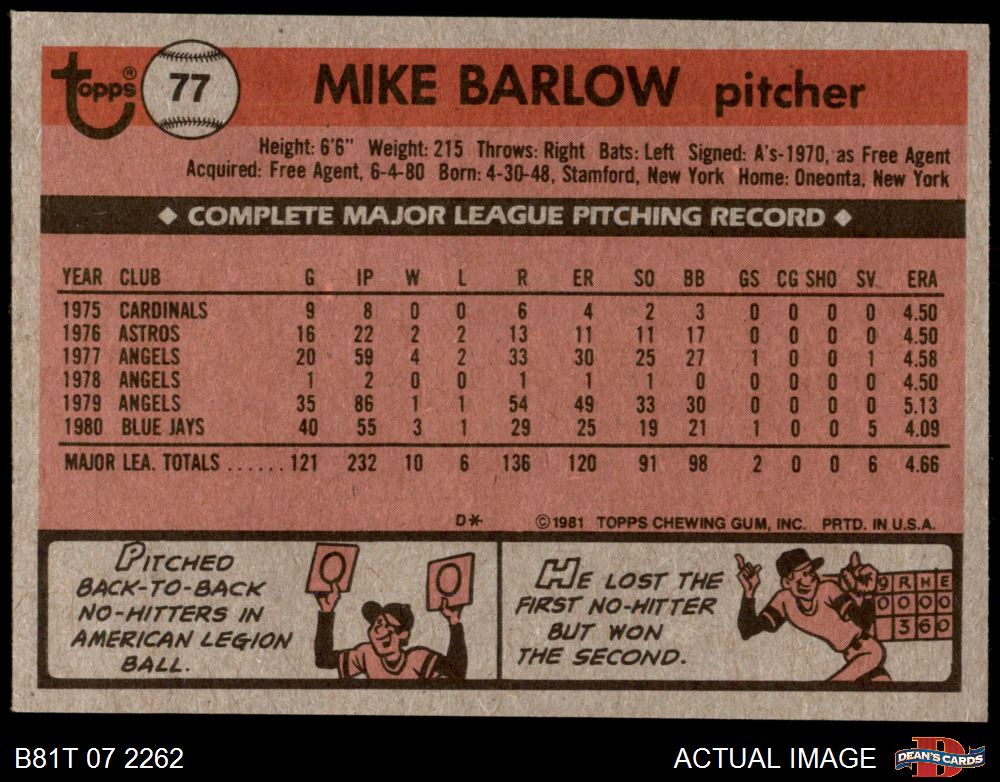 topps® 77 MIKE BARLOW pitcher
Height: 6'6" Weight: 215 Throws: Right Bats: Left Signed: A's-1970, as Free Agent
Acquired: Free Agent, 6-4-80 Born: 4-30-48, Stamford, New York Home: Oneonta, New York
◆ COMPLETE MAJOR LEAGUE PITCHING RECORD ◆
YEAR CLUB G IP W L R ER SO BB GS CG SHO SV ERA
1975 CARDINALS 9 8 0 0 6 4 2 3 0 0 0 0 4.50
1976 ASTROS 16 22 2 2 13 11 11 17 0 0 0 0 4.50
1977 ANGELS 20 59 4 2 33 30 25 27 1 0 0 1 4.58
1978 ANGELS 1 2 0 0 1 1 1 0 0 0 0 0 4.50
1979 ANGELS 35 86 1 1 54 49 33 30 0 0 0 0 5.13
1980 BLUE JAYS 40 55 3 1 29 25 19 21 1 0 0 5 4.09
MAJOR LEA. TOTALS ...... 121 232 10 6 136 120 91 98 2 0 0 6 4.66
D* ©1981 TOPPS CHEWING GUM, INC. PRTD. IN U.S.A.
PITCHED
BACK-TO-BACK
NO-HITTERS IN
AMERICAN LEGION
BALL.
0 0
HE LOST THE
FIRST NO-HITTER
BUT WON
THE SECOND.
9 R H E
0 0 0 0
3 6 0
B81T 07 2262 ACTUAL IMAGE D DEAN'S CARDS